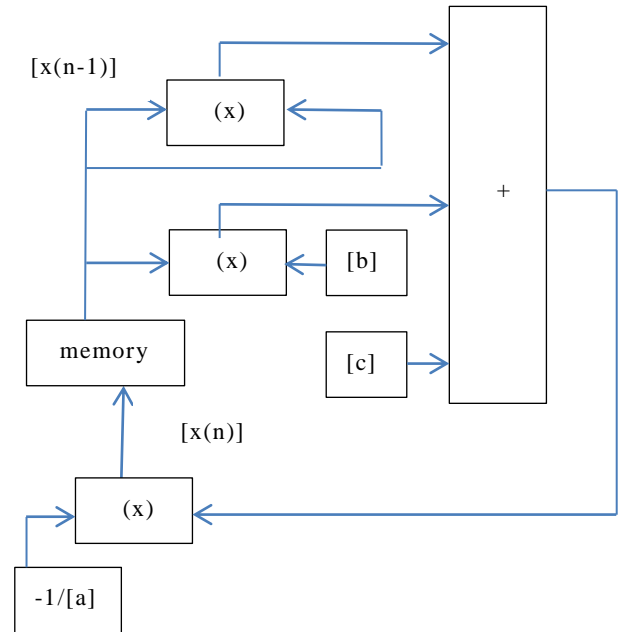 [x(n-1)]
(x)
+
(x)
[b]
memory
[c]
[x(n)]
(x)
-1/[a]